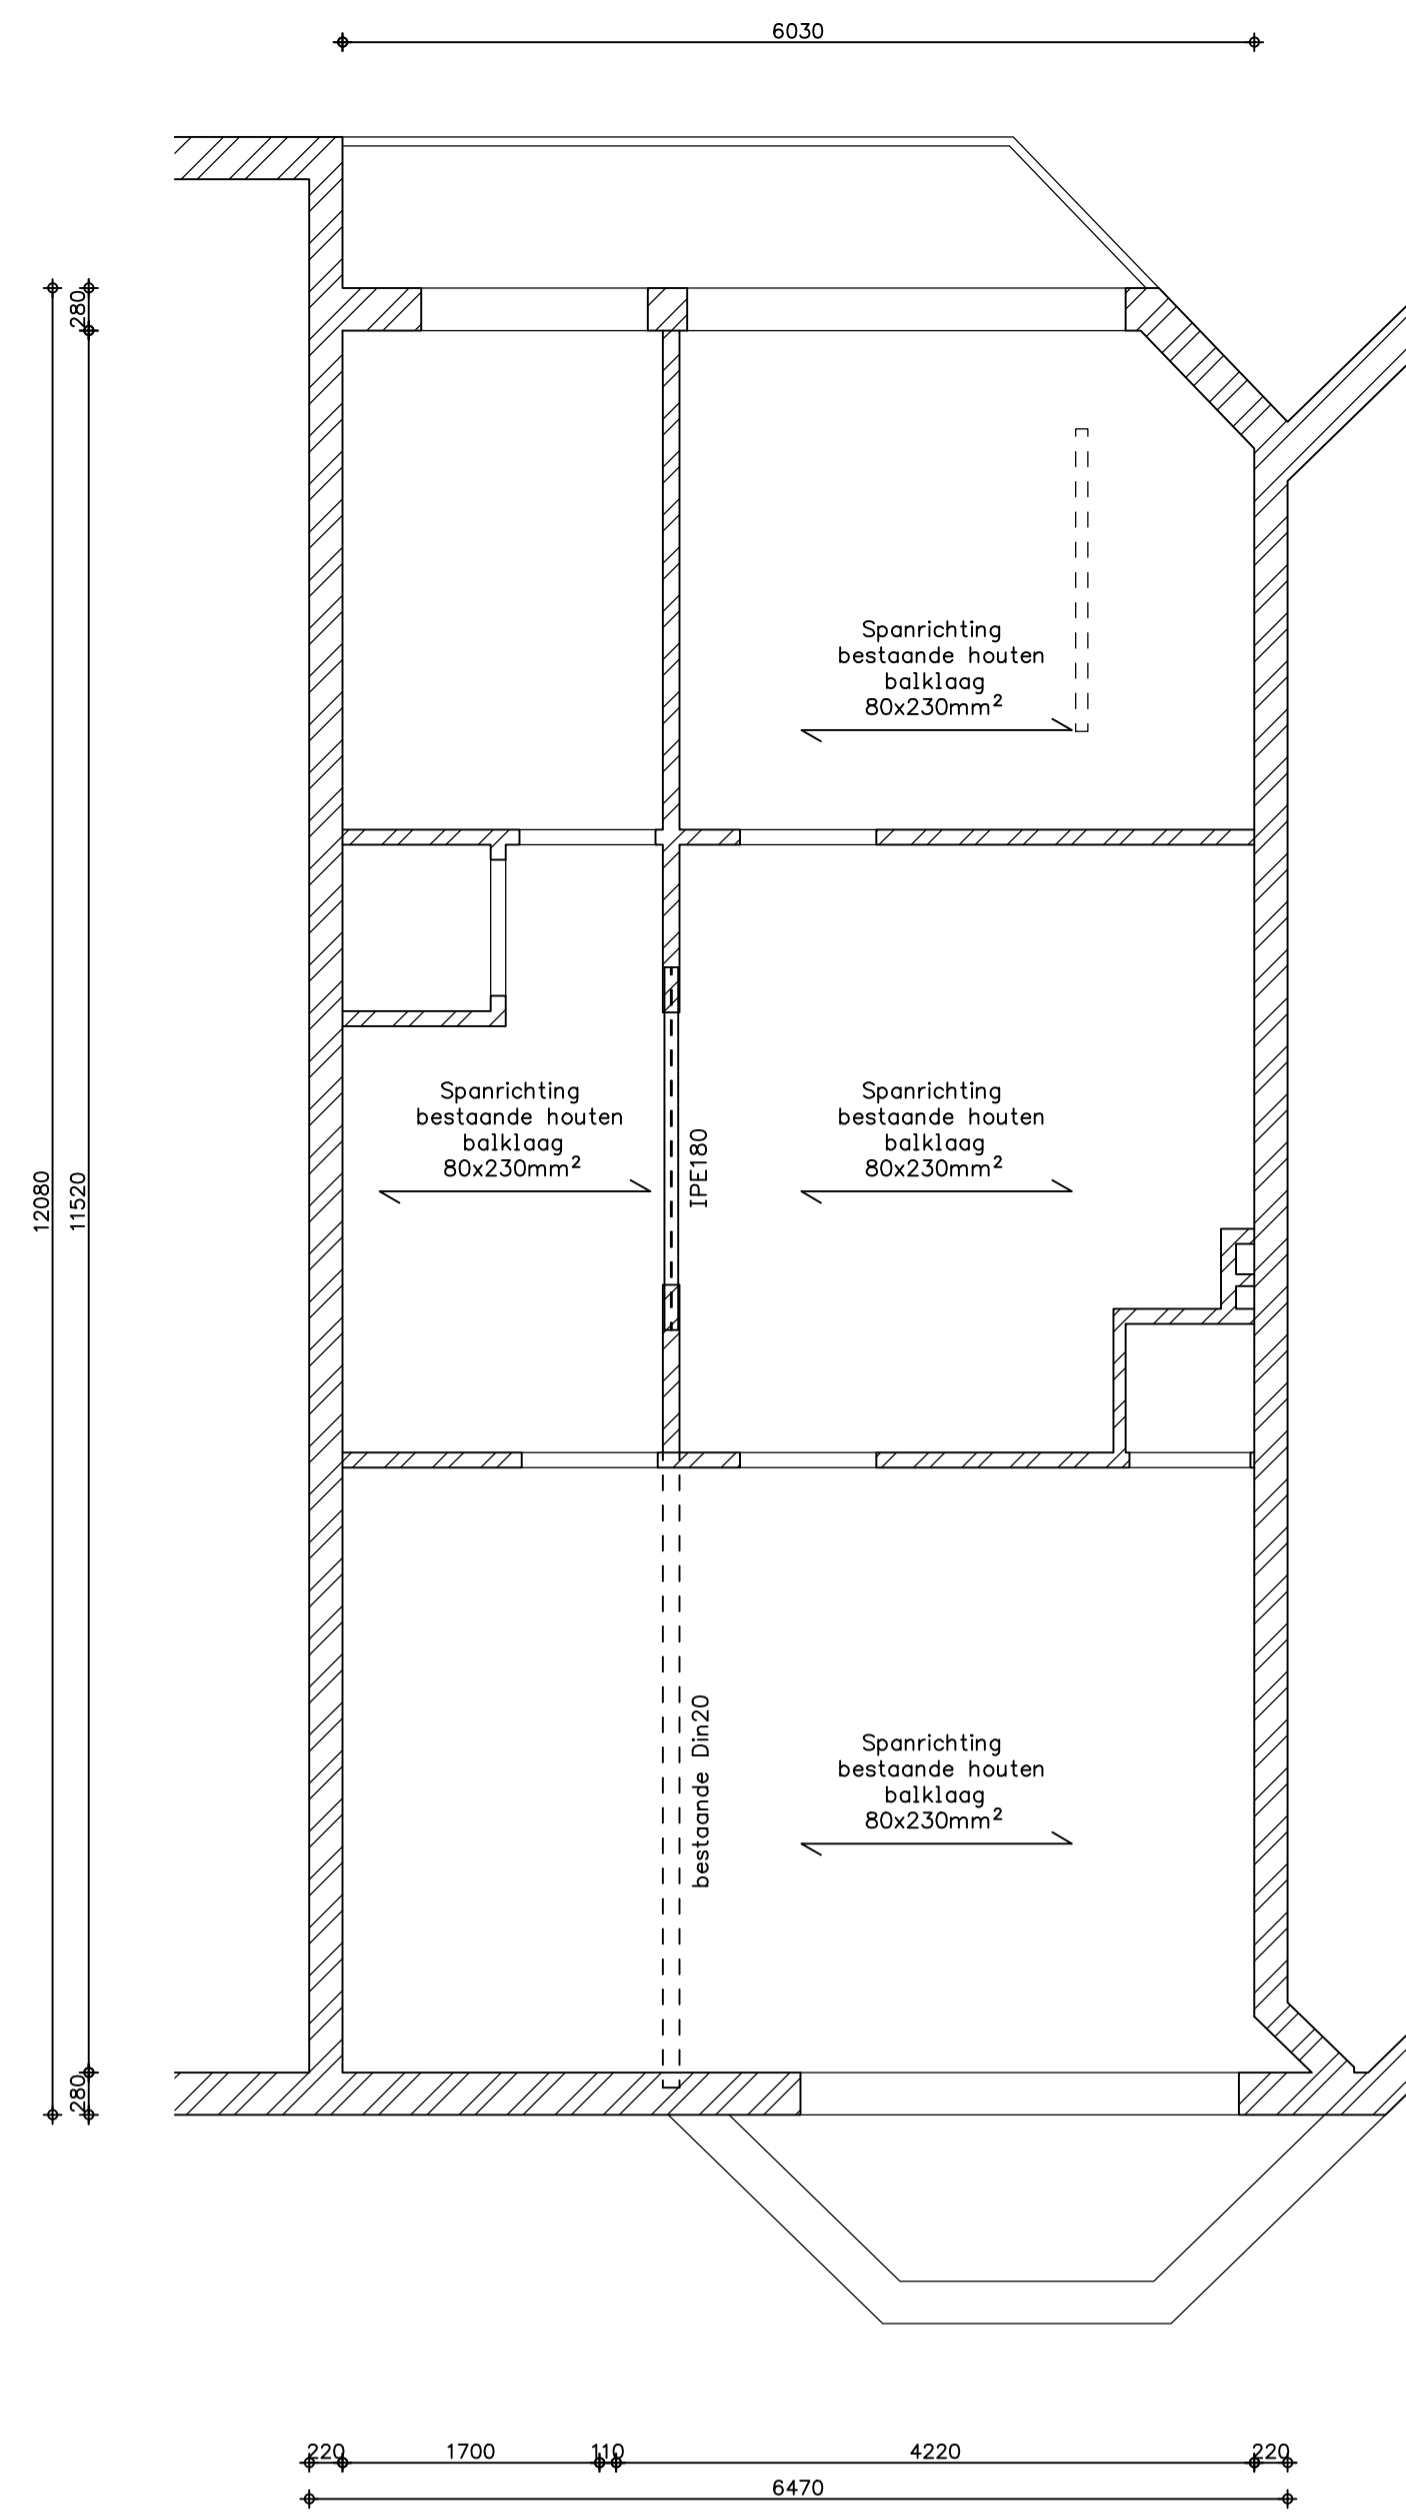 6030
280
Spanrichting
bestaande houten
balklaag
80x230mm²
Spanrichting
bestaande houten
balklaag
80x230mm²
IPE180
Spanrichting
bestaande houten
balklaag
80x230mm²
12080
11520
bestaande Din20
Spanrichting
bestaande houten
balklaag
80x230mm²
280
220 1700 110 4220 220
6470